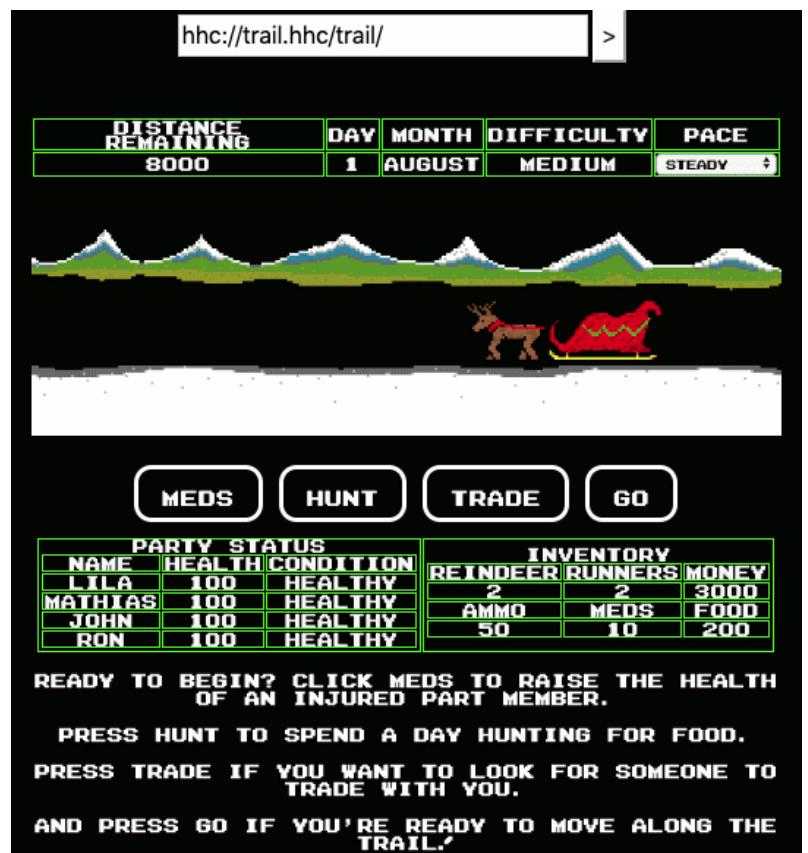 hhc://trail.hhc/trail/ >
DISTANCE REMAINING DAY MONTH DIFFICULTY PACE
8000 1 AUGUST MEDIUM STEADY
MEDS HUNT TRADE GO
PARTY STATUS
NAME HEALTH CONDITION
LILA 100 HEALTHY
MATHIAS 100 HEALTHY
JOHN 100 HEALTHY
RON 100 HEALTHY
INVENTORY
REINDEER RUNNERS MONEY
2 2 3000
AMMO MEDS FOOD
50 10 200
READY TO BEGIN? CLICK MEDS TO RAISE THE HEALTH
OF AN INJURED PART MEMBER.
PRESS HUNT TO SPEND A DAY HUNTING FOR FOOD.
PRESS TRADE IF YOU WANT TO LOOK FOR SOMEONE TO
TRADE WITH YOU.
AND PRESS GO IF YOU'RE READY TO MOVE ALONG THE
TRAIL!